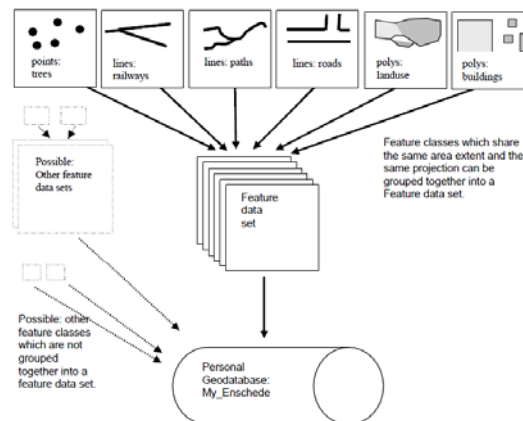 points:
trees
lines:
railways
lines: paths
lines: roads
polys:
landuse
polys:
buildings
Possible:
Other feature
data sets
Feature classes which share
the same area extent and the
same projection can be
grouped together into a
Feature data set.
Feature
data
set
Possible: other
feature classes
which are not
grouped
together into a
feature data set.
Personal
Geodatabase:
My_Enschede